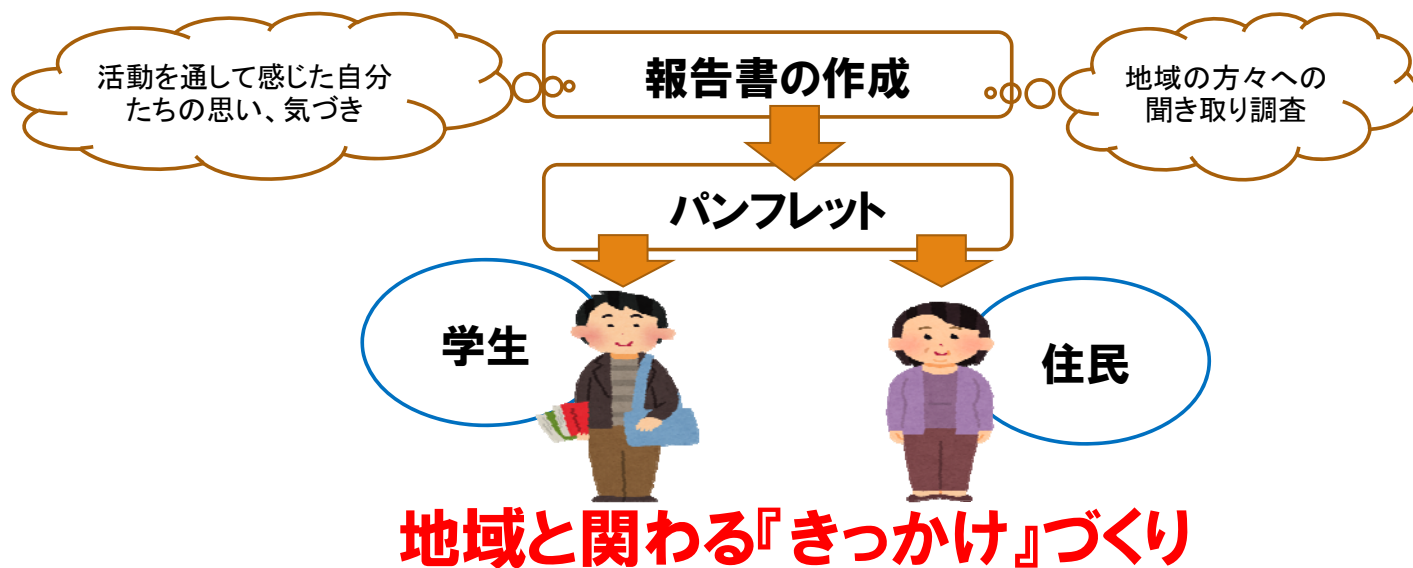 活動を通して感じた自分
たちの思い、気づき
報告書の作成
地域の方々への
聞き取り調査
パンフレット
学生
住民
地域と関わる『きっかけ』づくり